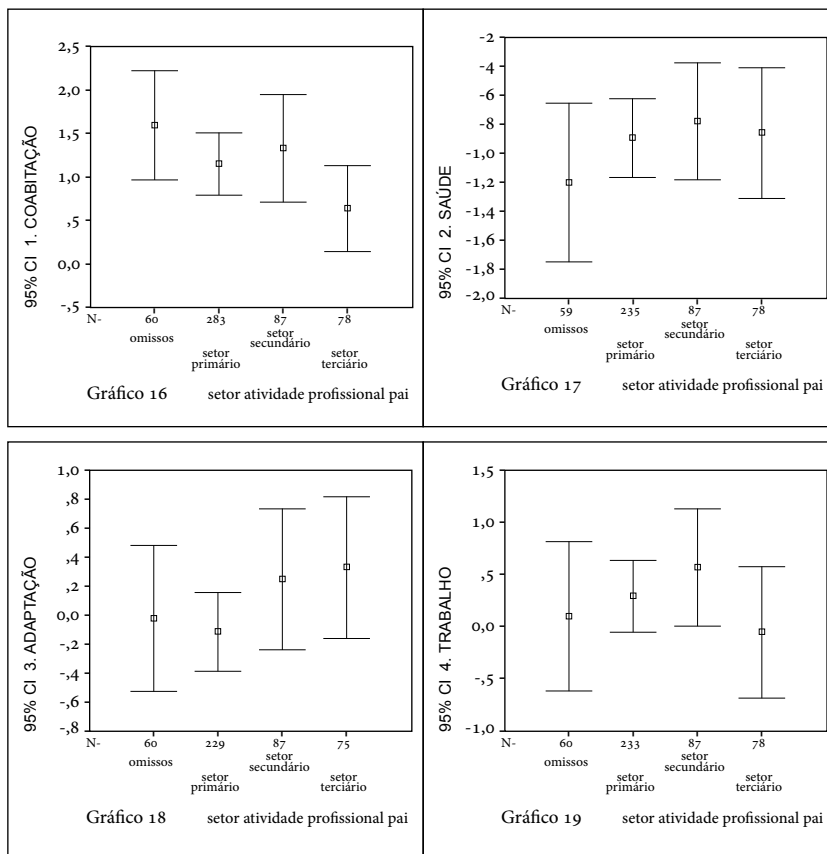 95% CI 1. COABITAÇÃO
2,5
2,0
1,5
1,0
,5
0,0
-,5
N- 60 283 87 78
omissos setor primário setor secundário setor terciário
Gráfico 16 setor atividade profissional pai
95% CI 2. SAÚDE
-2
-4
-6
-8
-1,0
-1,2
-1,4
-1,6
-1,8
-2,0
N- 59 235 87 78
omissos setor primário setor secundário setor terciário
Gráfico 17 setor atividade profissional pai
95% CI 3. ADAPTAÇÃO
1,0
,8
,6
,4
,2
0,0
-,2
-,4
-,6
-,8
N- 60 229 87 75
omissos setor primário setor secundário setor terciário
Gráfico 18 setor atividade profissional pai
95% CI 4. TRABALHO
1,5
1,0
,5
0,0
-,5
-1,0
N- 60 233 87 78
omissos setor primário setor secundário setor terciário
Gráfico 19 setor atividade profissional pai